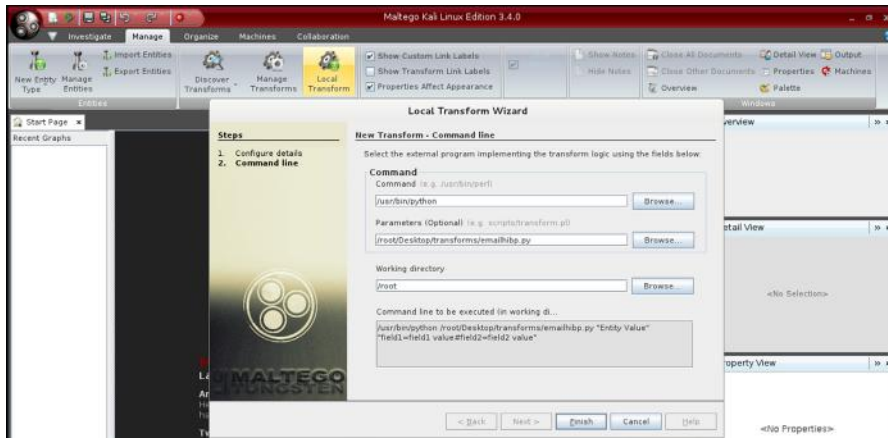 Maltego Kali Linux Edition 3.4.0
Investigate Manage Organize Machines Collaboration
New Entity Type
Manage Entities
Import Entities
Export Entities
Entities
Discover Transforms
Manage Transforms
Local Transform
Show Custom Link Labels
Show Transform Link Labels
Properties Affect Appearance
Show Notes
Hide Notes
Close All Documents
Close Other Documents
Overview
Detail View
Properties
Palette
Output
Machines
Windows
Start Page
Recent Graphs
Local Transform Wizard
Steps
1. Configure details
2. Command line
MALTEGO
TUNGSTEN
New Transform - Command line
Select the external program implementing the transform logic using the fields below:
Command
Command (e.g. /usr/bin/perl)
/usr/bin/python
Browse...
Parameters (Optional) (e.g. scripts/transform.pl)
/root/Desktop/transforms/emailhibp.py
Browse...
Working directory
/root
Browse...
Command line to be executed (in working di...
/usr/bin/python /root/Desktop/transforms/emailhibp.py "Entity Value"
"field1=field1 value#field2=field2 value"
< Back
Next >
Finish
Cancel
Help
verview
etail View
<No Selection>
operty View
<No Properties>